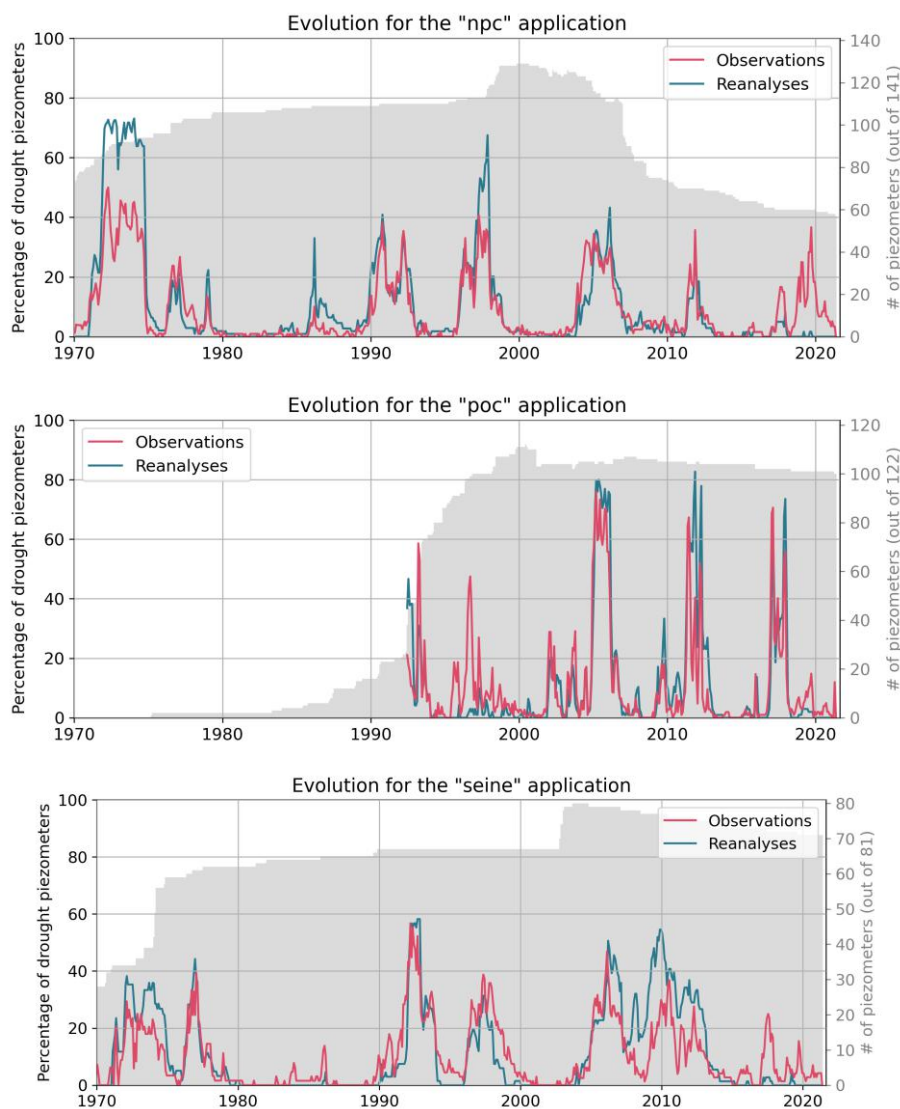 Evolution for the "npc" application
100
80
60
40
20
0
Percentage of drought piezometers
Observations
Reanalyses
140
120
100
80
60
40
20
0
# of piezometers (out of 141)
1970 1980 1990 2000 2010 2020
Evolution for the "poc" application
100
80
60
40
20
0
Percentage of drought piezometers
Observations
Reanalyses
120
100
80
60
40
20
0
# of piezometers (out of 122)
1970 1980 1990 2000 2010 2020
Evolution for the "seine" application
100
80
60
40
20
0
Percentage of drought piezometers
Observations
Reanalyses
80
70
60
50
40
30
20
10
0
# of piezometers (out of 81)
1970 1980 1990 2000 2010 2020